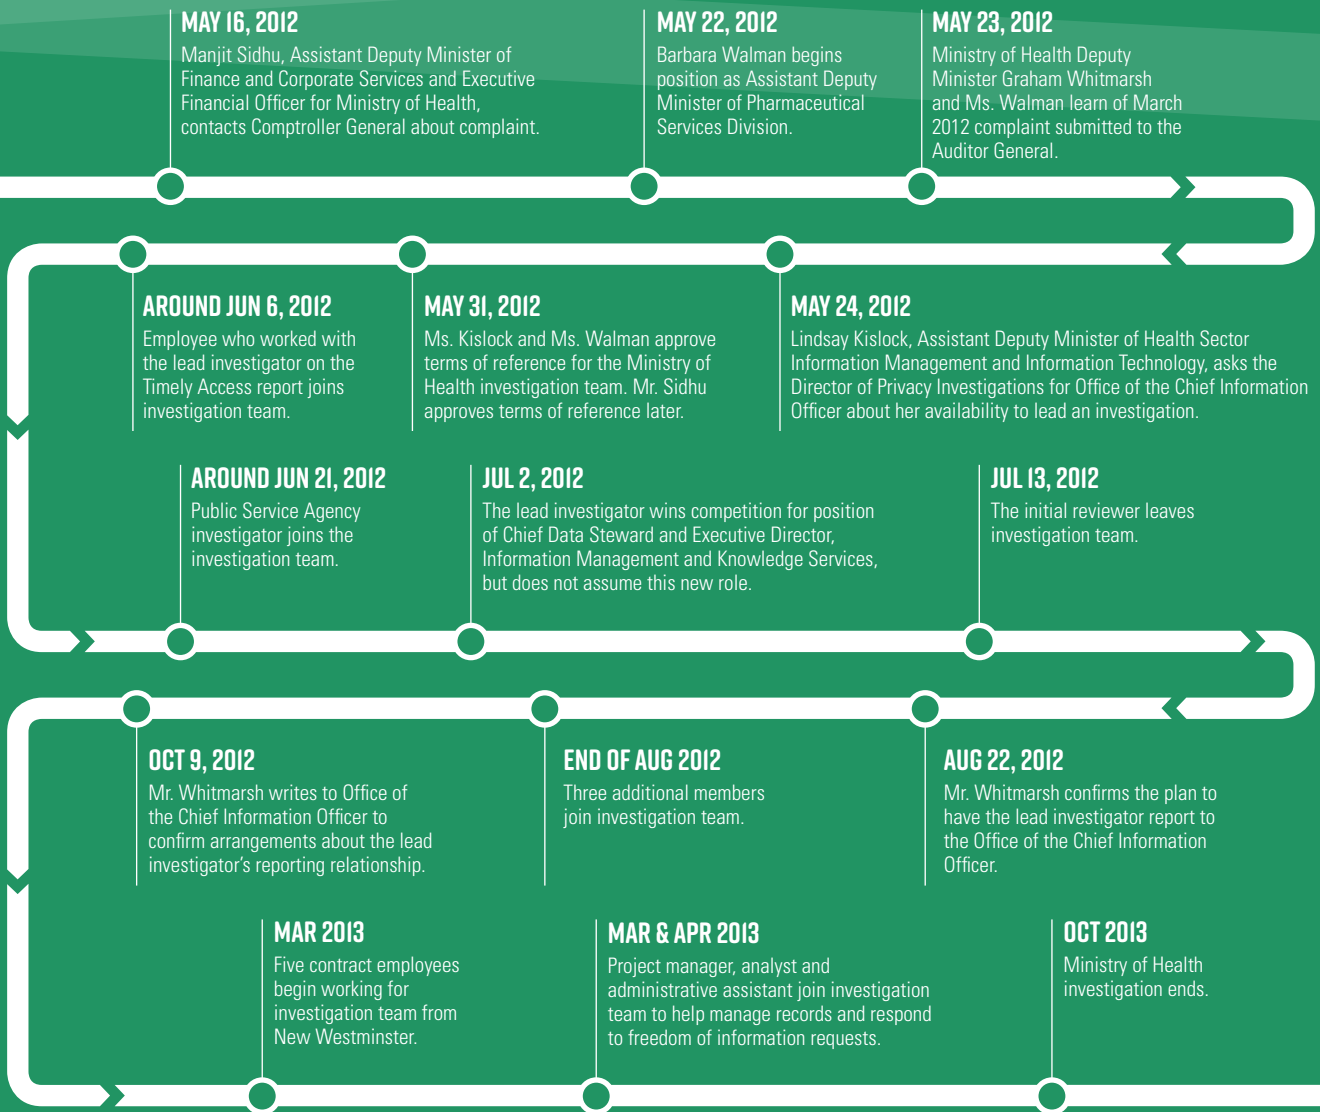 MAY 16, 2012
Manjit Sidhu, Assistant Deputy Minister of
Finance and Corporate Services and Executive
Financial Officer for Ministry of Health,
contacts Comptroller General about complaint.
MAY 22, 2012
Barbara Walman begins
position as Assistant Deputy
Minister of Pharmaceutical
Services Division.
MAY 23, 2012
Ministry of Health Deputy
Minister Graham Whitmarsh
and Ms. Walman learn of March
2012 complaint submitted to the
Auditor General.
MAY 24, 2012
Lindsay Kislock, Assistant Deputy Minister of Health Sector
Information Management and Information Technology, asks the
Director of Privacy Investigations for Office of the Chief Information
Officer about her availability to lead an investigation.
MAY 31, 2012
Ms. Kislock and Ms. Walman approve
terms of reference for the Ministry of
Health investigation team. Mr. Sidhu
approves terms of reference later.
AROUND JUN 6, 2012
Employee who worked with
the lead investigator on the
Timely Access report joins
investigation team.
AROUND JUN 21, 2012
Public Service Agency
investigator joins the
investigation team.
JUL 2, 2012
The lead investigator wins competition for position
of Chief Data Steward and Executive Director,
Information Management and Knowledge Services,
but does not assume this new role.
JUL 13, 2012
The initial reviewer leaves
investigation team.
AUG 22, 2012
Mr. Whitmarsh confirms the plan to
have the lead investigator report to
the Office of the Chief Information
Officer.
END OF AUG 2012
Three additional members
join investigation team.
OCT 9, 2012
Mr. Whitmarsh writes to Office of
the Chief Information Officer to
confirm arrangements about the lead
investigator's reporting relationship.
MAR 2013
Five contract employees
begin working for
investigation team from
New Westminster.
MAR & APR 2013
Project manager, analyst and
administrative assistant join investigation
team to help manage records and respond
to freedom of information requests.
OCT 2013
Ministry of Health
investigation ends.